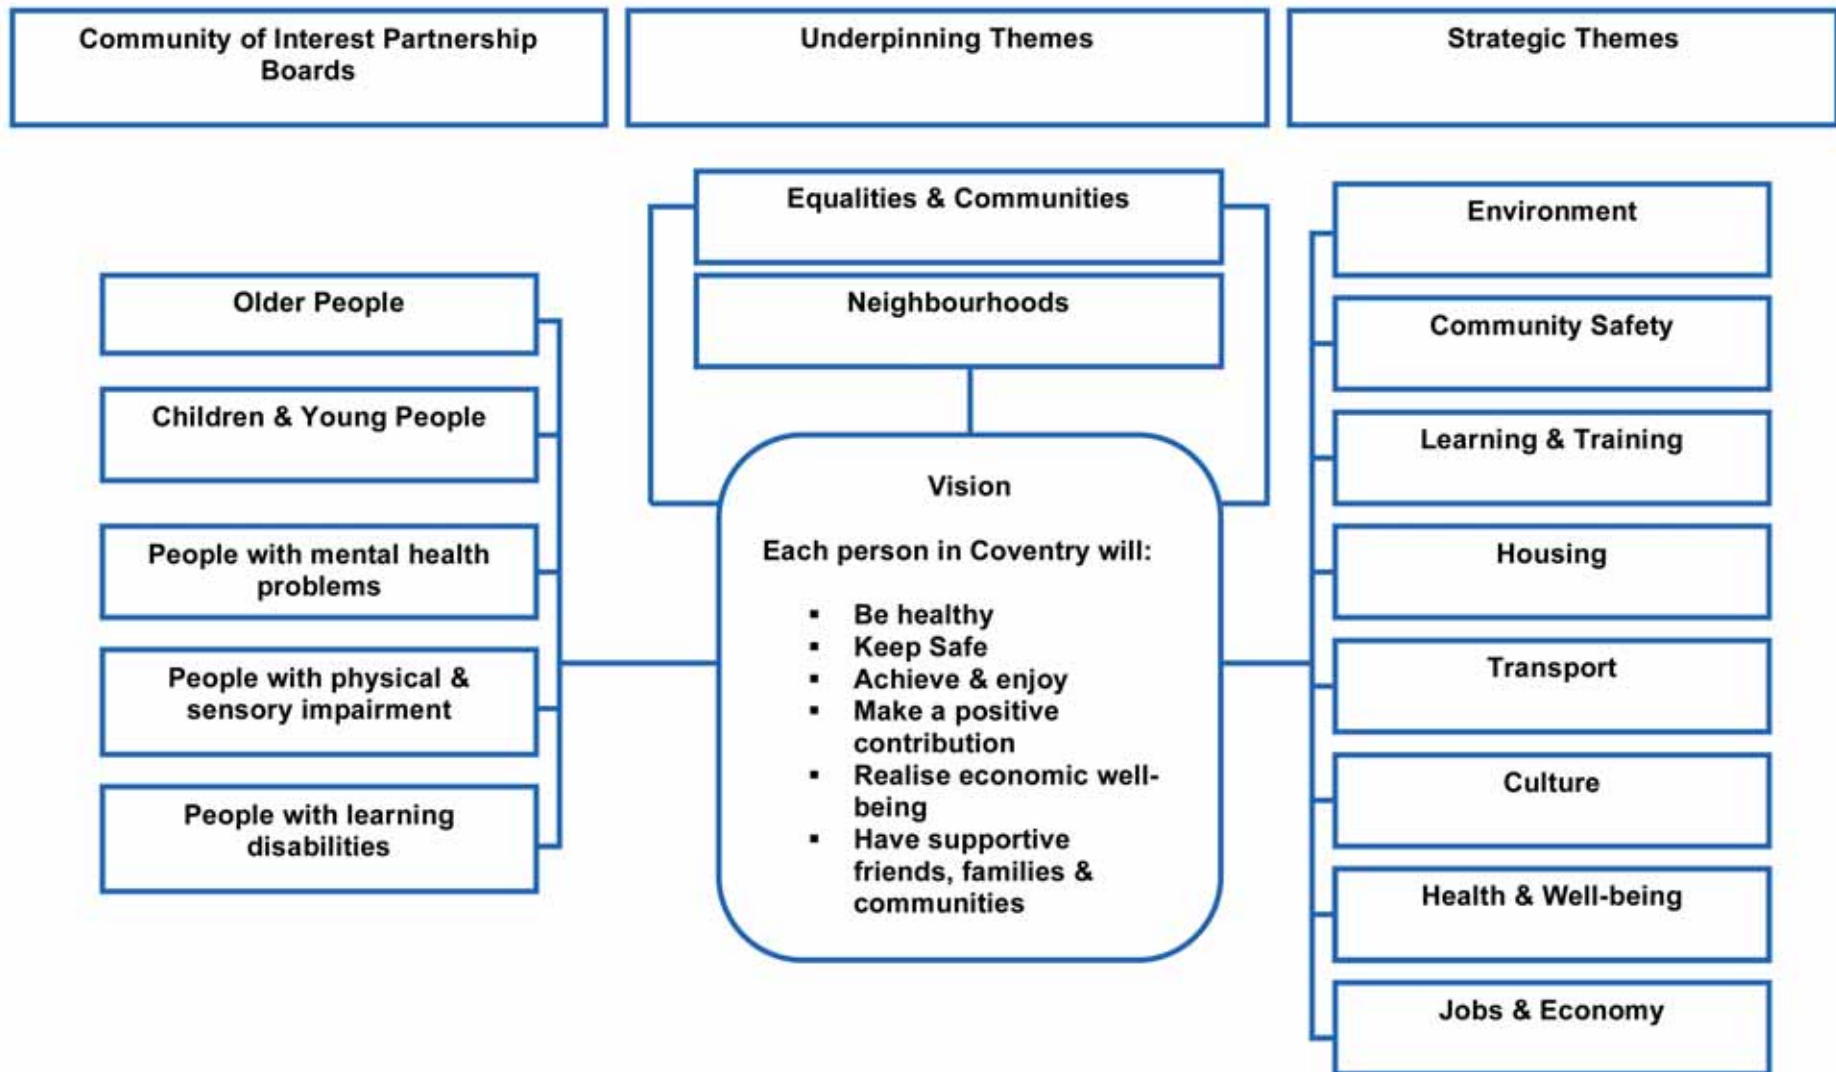 Community of Interest Partnership
Boards
Underpinning Themes
Strategic Themes
Older People
Children & Young People
People with mental health
problems
People with physical &
sensory impairment
People with learning
disabilities
Equalities & Communities
Neighbourhoods
Vision
Each person in Coventry will:
▪ Be healthy
▪ Keep Safe
▪ Achieve & enjoy
▪ Make a positive
contribution
▪ Realise economic well-
being
▪ Have supportive
friends, families &
communities
Environment
Community Safety
Learning & Training
Housing
Transport
Culture
Health & Well-being
Jobs & Economy